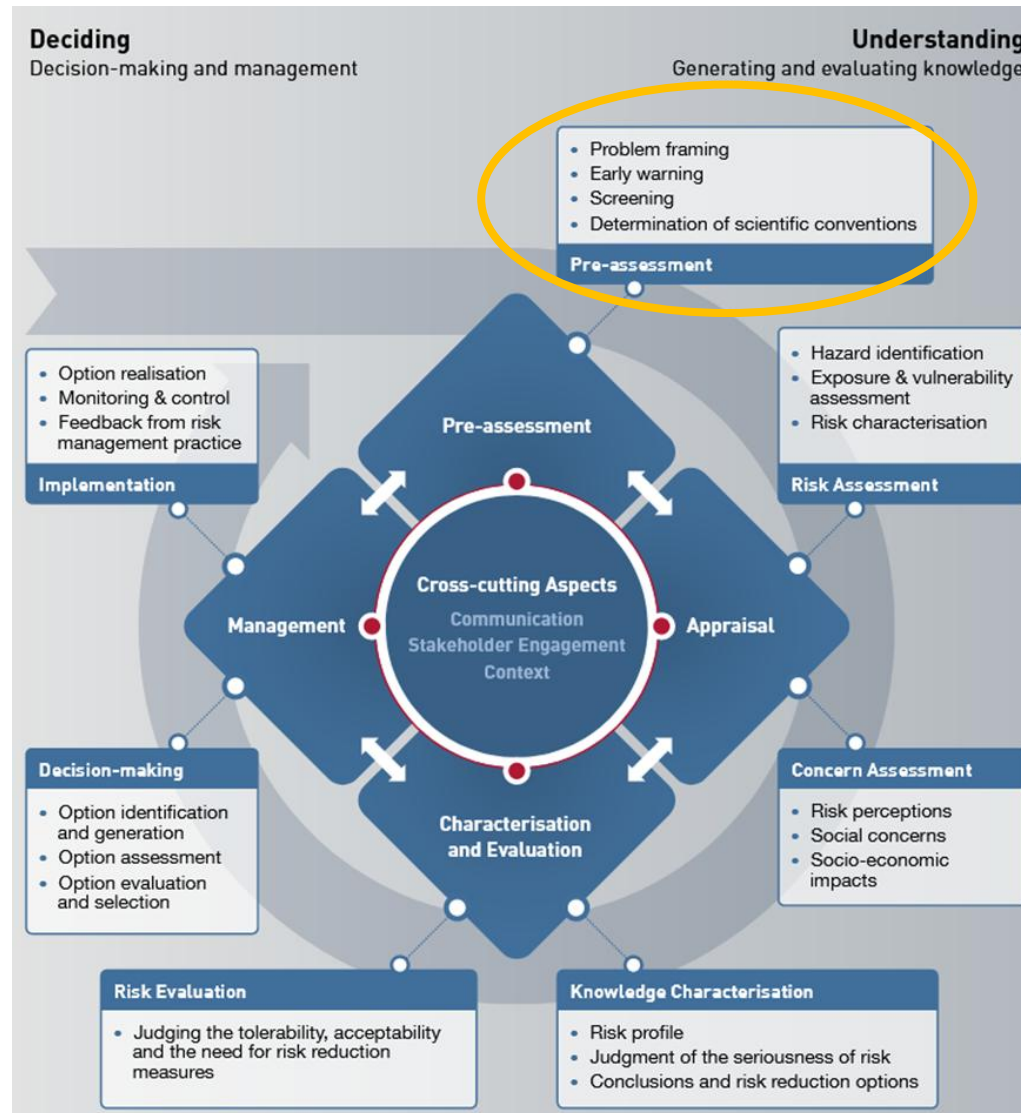 Deciding
Decision-making and management
Understanding
Generating and evaluating knowledge
• Problem framing
• Early warning
• Screening
• Determination of scientific conventions
Pre-assessment
• Option realisation
• Monitoring & control
• Feedback from risk
management practice
Implementation
• Hazard identification
• Exposure & vulnerability
assessment
• Risk characterisation
Risk Assessment
Pre-assessment
Management
Cross-cutting Aspects
Communication
Stakeholder Engagement
Context
Appraisal
Characterisation
and Evaluation
Decision-making
• Option identification
and generation
• Option assessment
• Option evaluation
and selection
Concern Assessment
• Risk perceptions
• Social concerns
• Socio-economic
impacts
Risk Evaluation
• Judging the tolerability, acceptability
and the need for risk reduction
measures
Knowledge Characterisation
• Risk profile
• Judgment of the seriousness of risk
• Conclusions and risk reduction options